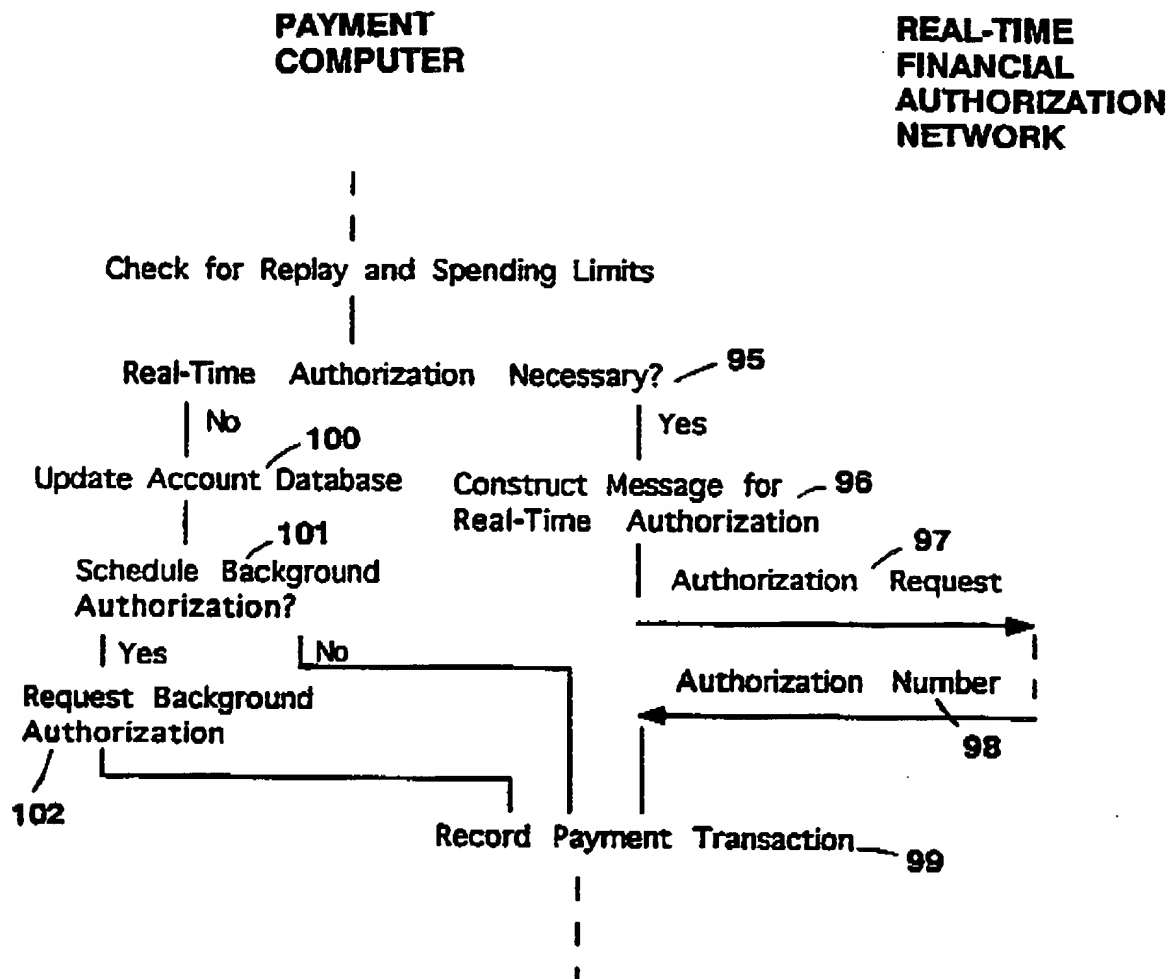 PAYMENT
COMPUTER
REAL-TIME
FINANCIAL
AUTHORIZATION
NETWORK
Check for Replay and Spending Limits
Real-Time Authorization Necessary? 95
No
Yes
100
Update Account Database
Construct Message for
Real-Time Authorization
96
101
Schedule Background
Authorization?
97
Authorization Request
Yes
No
Request Background
Authorization
Authorization Number
98
102
Record Payment Transaction 99